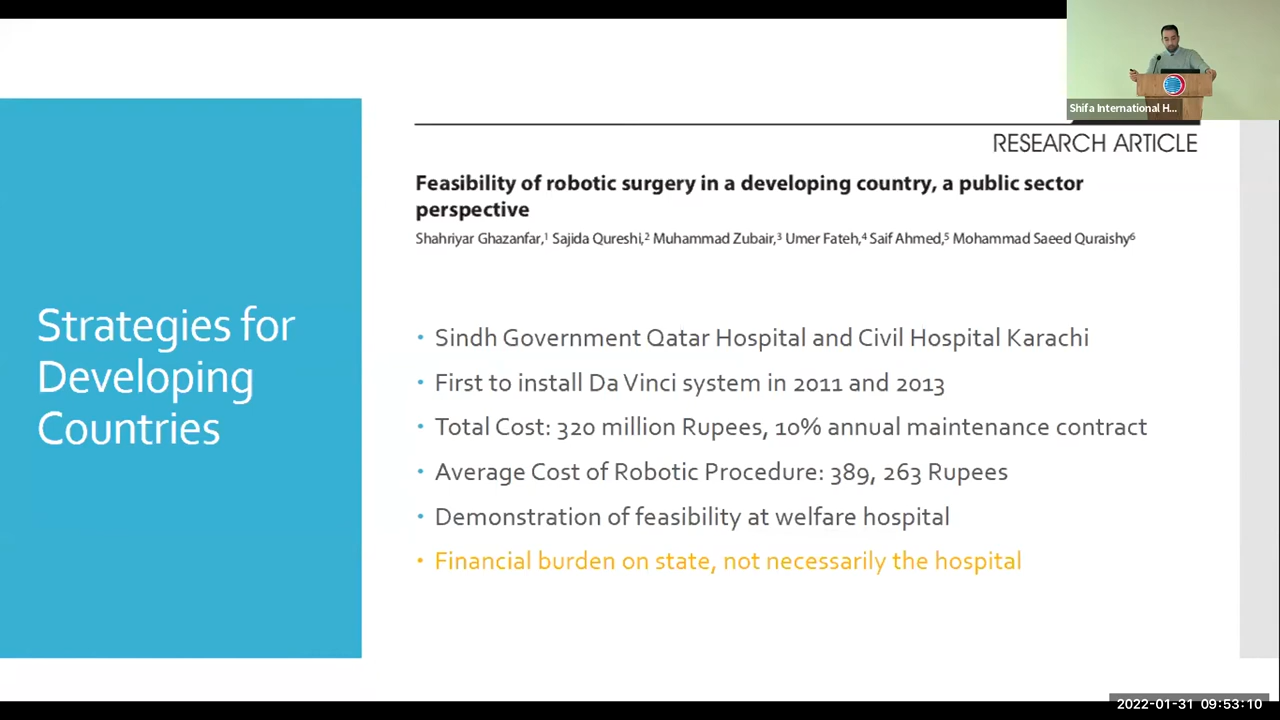 Shifa International H...
RESEARCH ARTICLE
Feasibility of robotic surgery in a developing country, a public sector
perspective
Shahriyar Ghazanfar,¹ Sajida Qureshi,² Muhammad Zubair,³ Umer Fateh,⁴ Saif Ahmed,⁵ Mohammad Saeed Quraishy⁶
Strategies for
Developing
Countries
• Sindh Government Qatar Hospital and Civil Hospital Karachi
• First to install Da Vinci system in 2011 and 2013
• Total Cost: 320 million Rupees, 10% annual maintenance contract
• Average Cost of Robotic Procedure: 389, 263 Rupees
• Demonstration of feasibility at welfare hospital
• Financial burden on state, not necessarily the hospital
2022-01-31 09:53:10